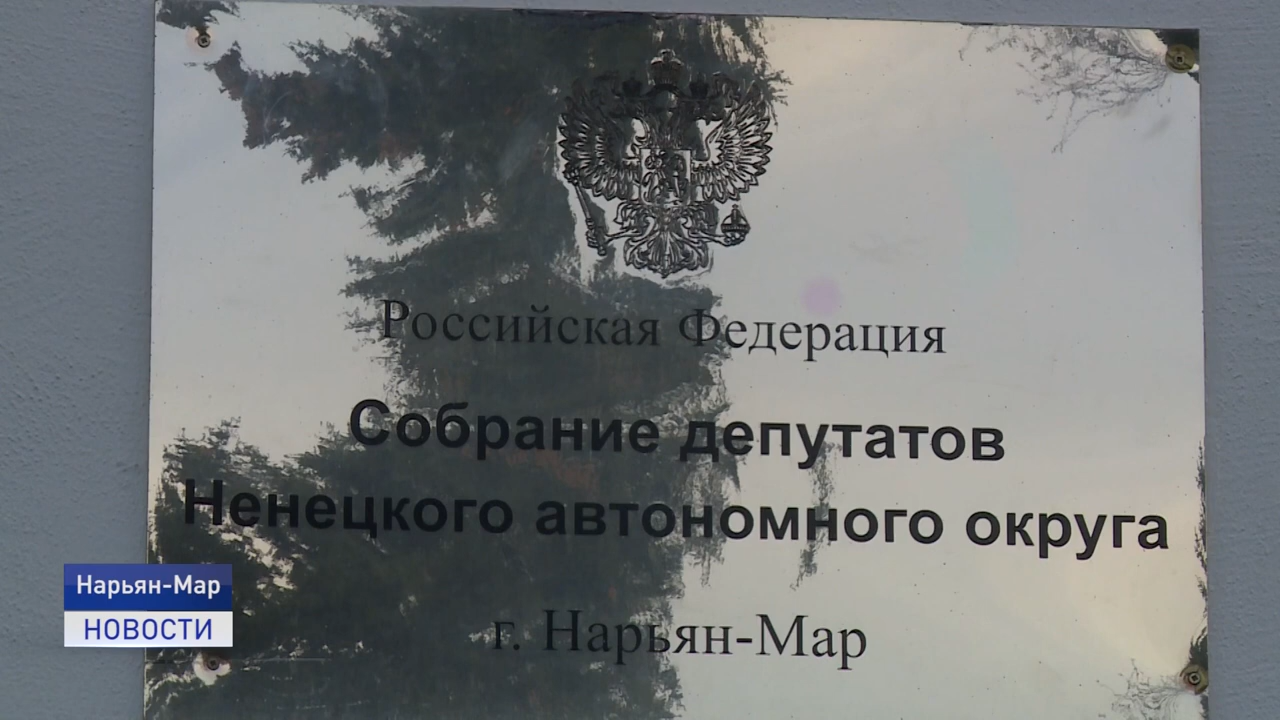 Российская Федерация
Собрание депутатов
Ненецкого автономного округа
г. Нарьян-Мар
Нарьян-Мар
НОВОСТИ